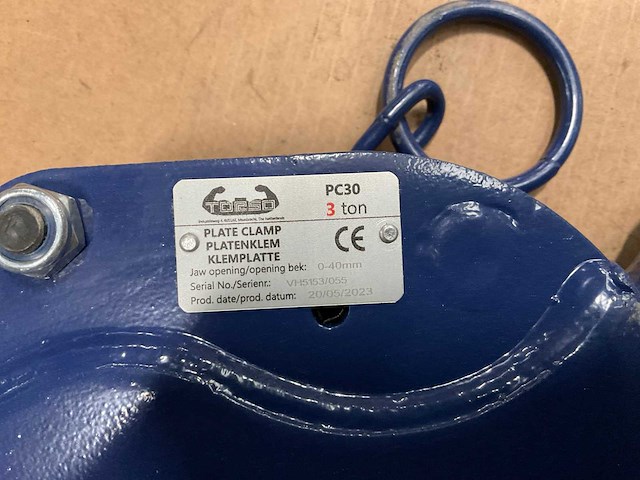 TORSO
PC30
3 ton
PLATE CLAMP
PLATENKLEM
KLEMPLATTE
CE
Jaw opening/opening bek: 0-40mm
Serial No./Serienr.: VH5153/055
Prod. date/prod. datum: 20/05/2023